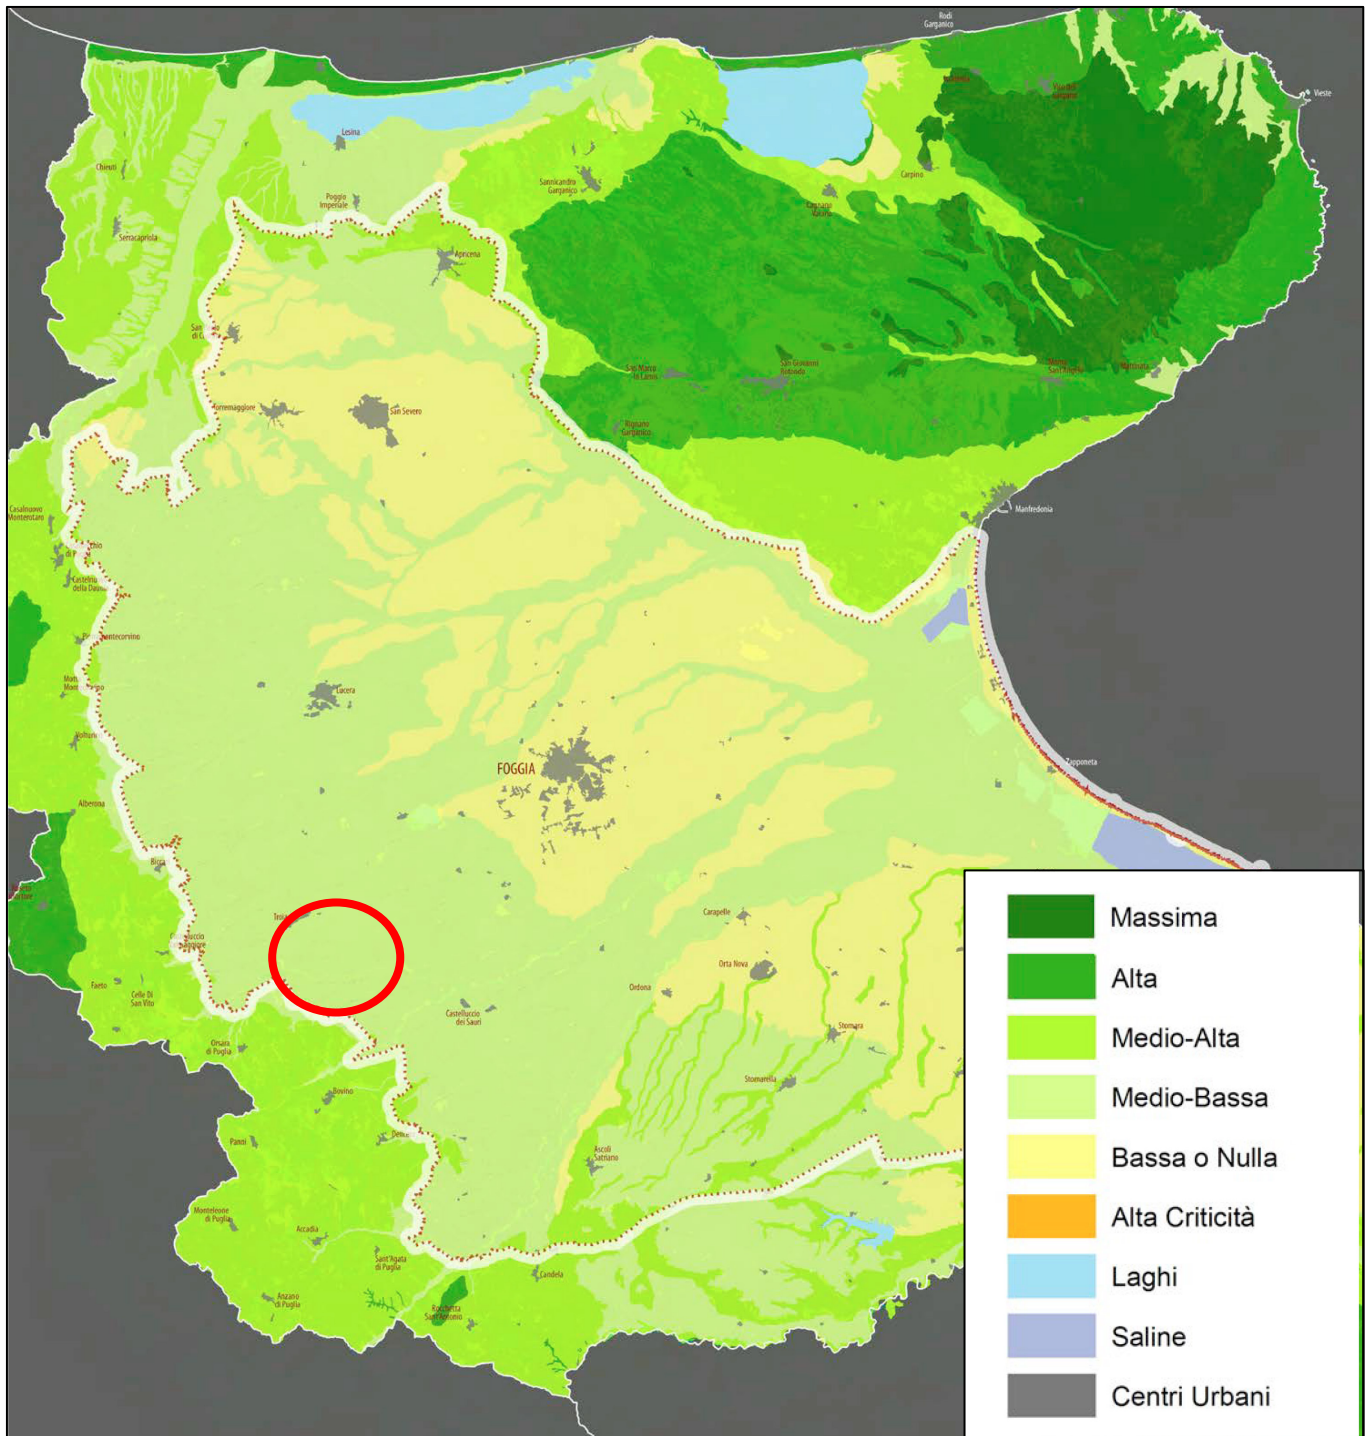 Rodi
Garganico
Vieste
Vico del
Gargano
Lesina
Chieuti
Sannicandro
Garganico
Carpino
Poggio
Imperiale
Cagnano
Varano
Serracapriola
Apricena
San Marco
in Lamis
San Giovanni
Rotondo
Monte
Sant'Angelo
Mattinata
Torremaggiore
San Severo
Rignano
Garganico
Casalnuovo
Monterotaro
Manfredonia
della Daunia
Lucera
Volturino
FOGGIA
Zapponeta
Alberona
Carapelle
Troia
Orta Nova
Faeto
Celle Di
San Vito
Ordona
Castelluccio
dei Sauri
Stornara
Orsara
di Puglia
Bovino
Stornarella
Panni
Ascoli
Satriano
Monteleone
di Puglia
Accadia
Sant'Agata
di Puglia
Candela
Anzano
di Puglia
Rocchetta
Sant'Antonio
Massima
Alta
Medio-Alta
Medio-Bassa
Bassa o Nulla
Alta Criticità
Laghi
Saline
Centri Urbani